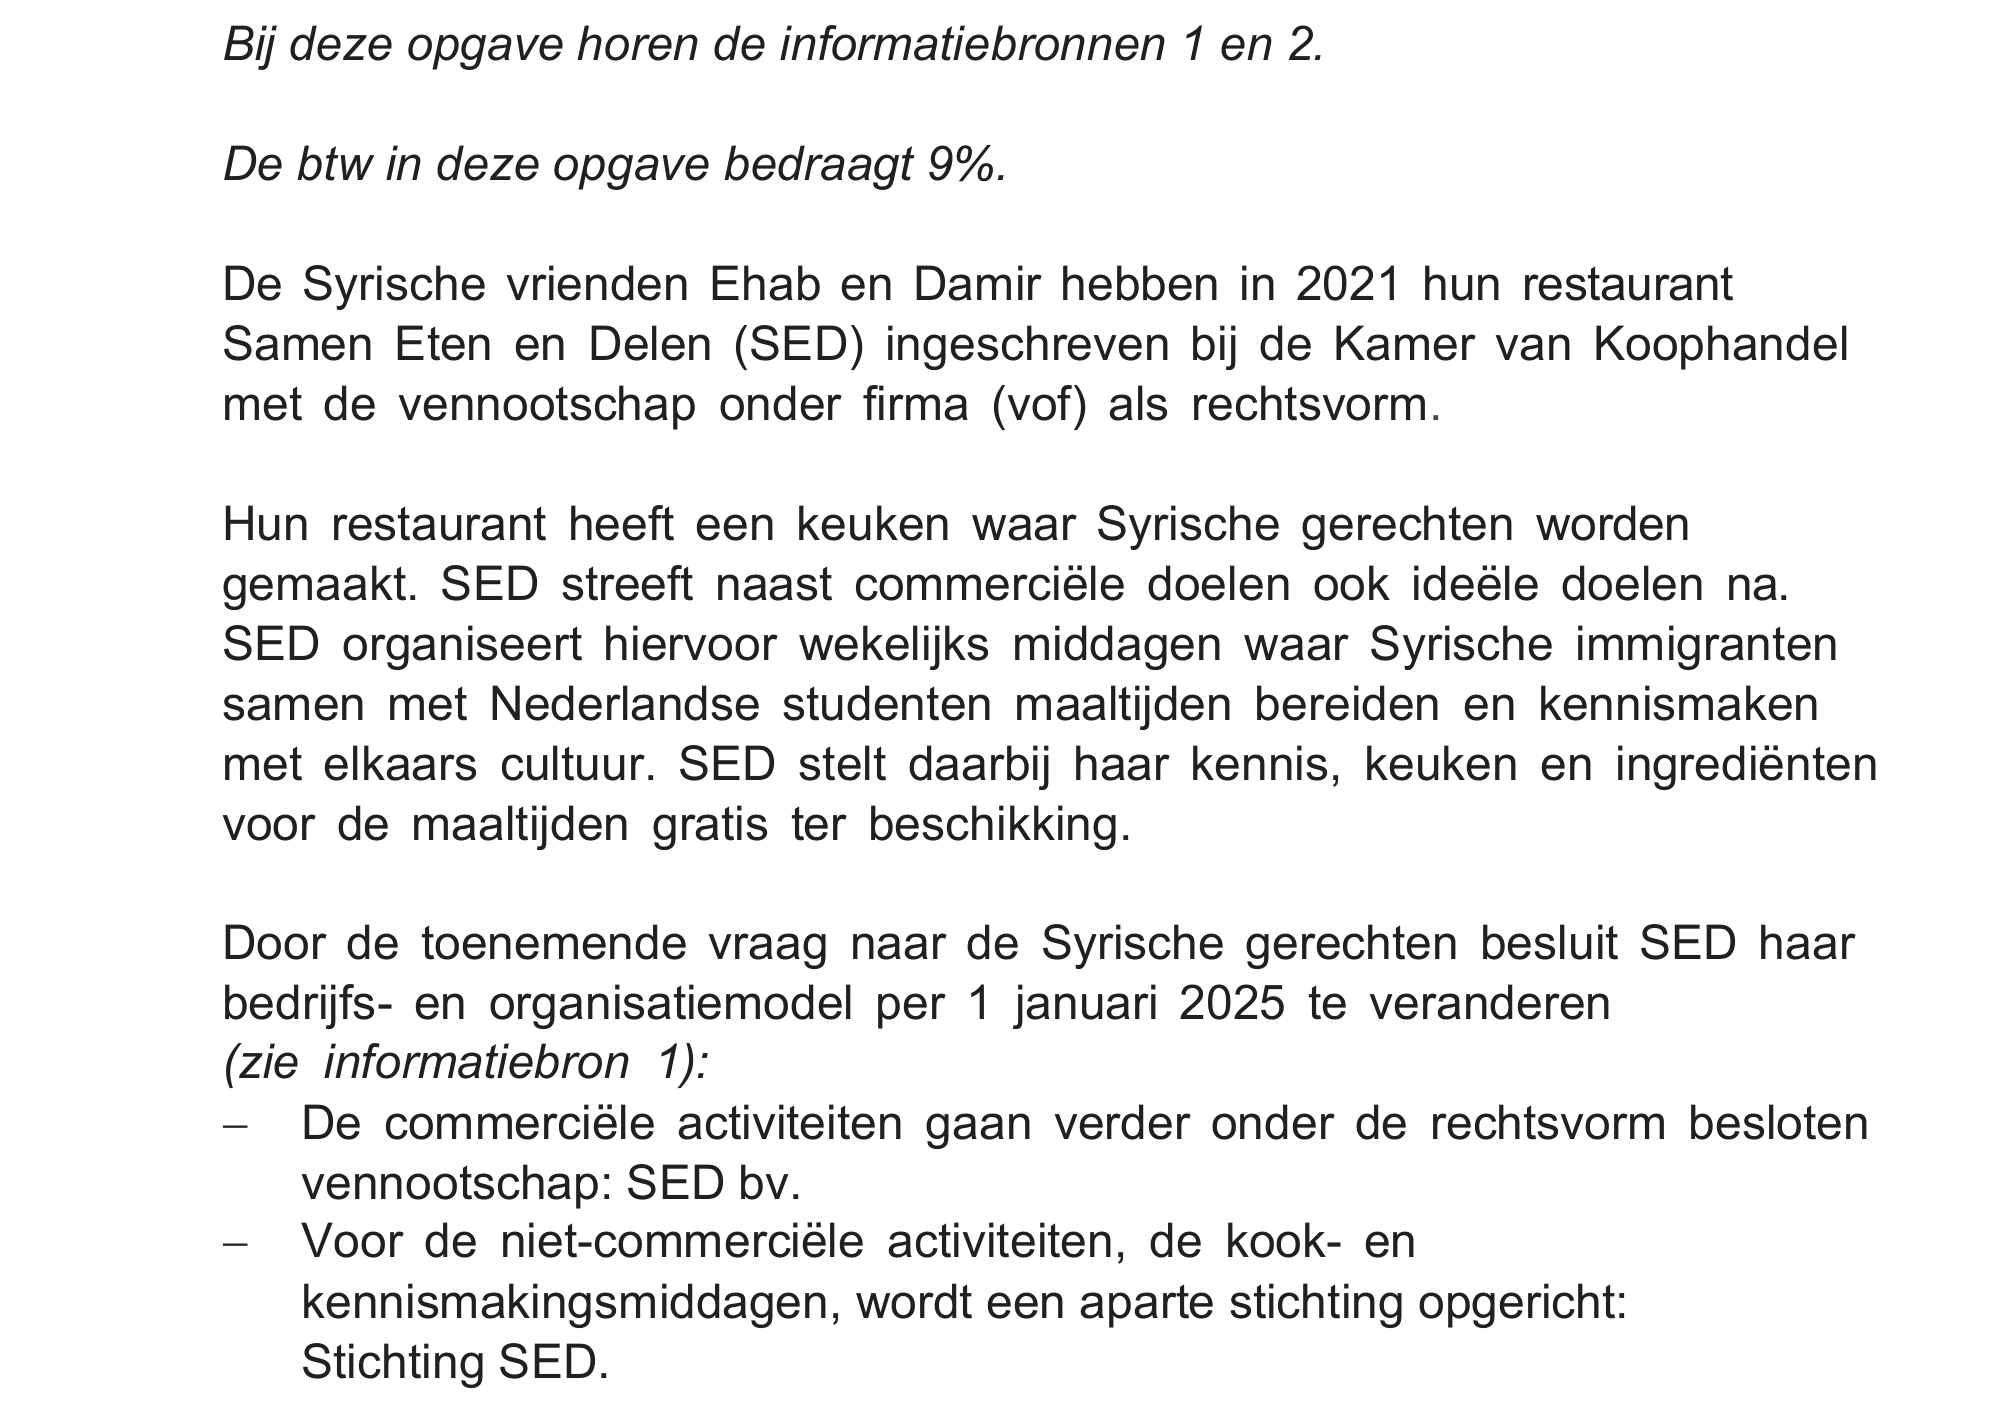 Bij deze opgave horen de informatiebronnen 1 en 2.
De btw in deze opgave bedraagt 9%.
De Syrische vrienden Ehab en Damir hebben in 2021 hun restaurant
Samen Eten en Delen (SED) ingeschreven bij de Kamer van Koophandel
met de vennootschap onder firma (vof) als rechtsvorm.
Hun restaurant heeft een keuken waar Syrische gerechten worden
gemaakt. SED streeft naast commerciële doelen ook ideële doelen na.
SED organiseert hiervoor wekelijks middagen waar Syrische immigranten
samen met Nederlandse studenten maaltijden bereiden en kennismaken
met elkaars cultuur. SED stelt daarbij haar kennis, keuken en ingrediënten
voor de maaltijden gratis ter beschikking.
Door de toenemende vraag naar de Syrische gerechten besluit SED haar
bedrijfs- en organisatiemodel per 1 januari 2025 te veranderen
(zie informatiebron 1):
– De commerciële activiteiten gaan verder onder de rechtsvorm besloten
vennootschap: SED bv.
– Voor de niet-commerciële activiteiten, de kook- en
kennismakingsmiddagen, wordt een aparte stichting opgericht:
Stichting SED.